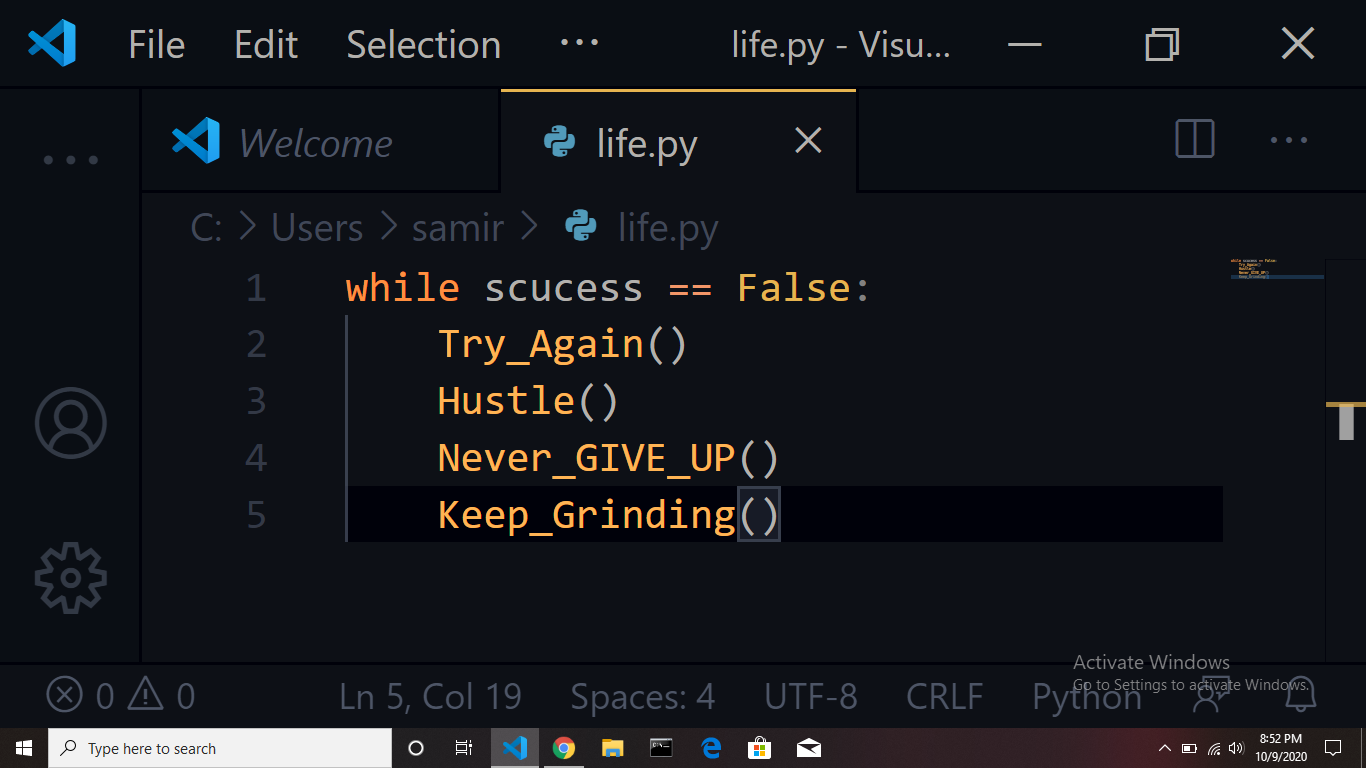 File Edit Selection ··· life.py - Visu...
Welcome life.py
C: > Users > samir > life.py
1 while scucess == False:
2 Try_Again()
3 Hustle()
4 Never_GIVE_UP()
5 Keep_Grinding()
Activate Windows
Go to Settings to activate Windows.
0 0 Ln 5, Col 19 Spaces: 4 UTF-8 CRLF Python
Type here to search
8:52 PM
10/9/2020